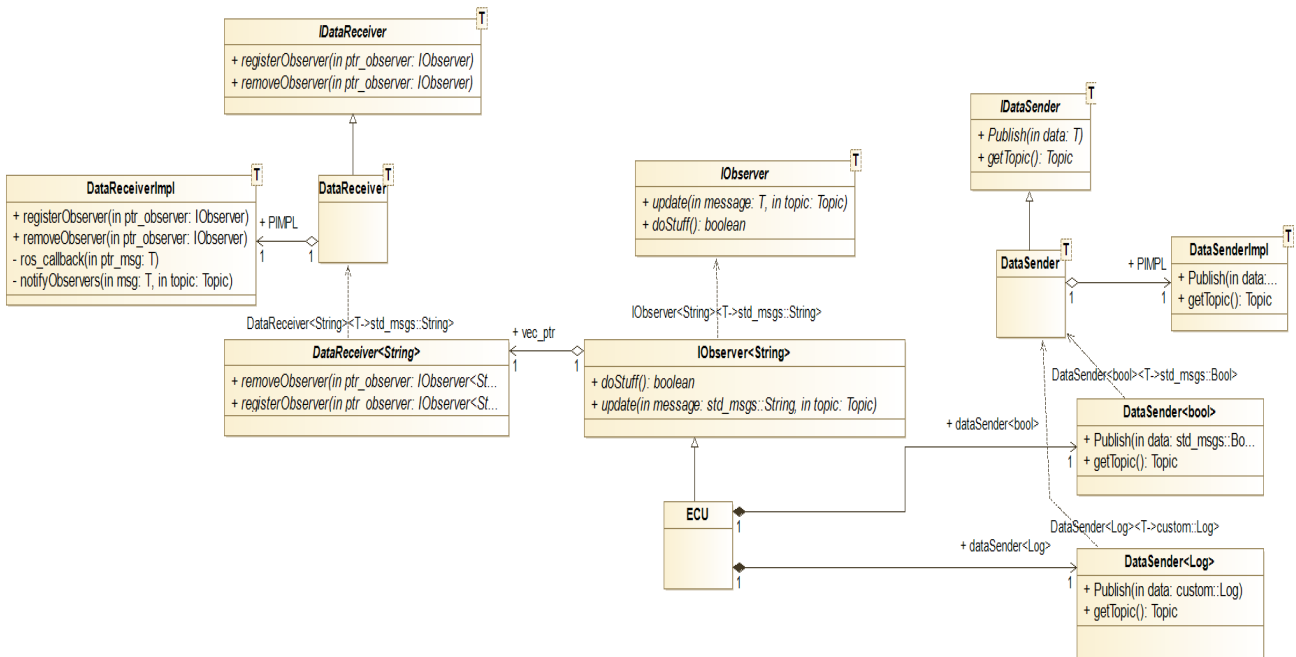 IDataReceiver
T
+ registerObserver(in ptr_observer: IObserver)
+ removeObserver(in ptr_observer: IObserver)
DataReceiverImpl
T
+ registerObserver(in ptr_observer: IObserver)
+ removeObserver(in ptr_observer: IObserver)
- ros_callback(in ptr_msg: T)
- notifyObservers(in msg: T, in topic: Topic)
+ PIMPL
1
1
DataReceiver
T
IObserver
T
+ update(in message: T, in topic: Topic)
+ doStuff(): boolean
IDataSender
T
+ Publish(in data: T)
+ getTopic(): Topic
DataSender
T
+ PIMPL
1
1
DataSenderImpl
T
+ Publish(in data:...
+ getTopic(): Topic
DataReceiver<String><T->std_msgs::String>
IObserver<String><T->std_msgs::String>
DataReceiver<String>
+ removeObserver(in ptr_observer: IObserver<St...
+ registerObserver(in ptr_observer: IObserver<St...
+ vec_ptr
1
1
IObserver<String>
+ doStuff(): boolean
+ update(in message: std_msgs::String, in topic: Topic)
DataSender<bool><T->std_msgs::Bool>
DataSender<bool>
+ Publish(in data: std_msgs::Bo...
+ getTopic(): Topic
+ dataSender<bool>
1
1
ECU
DataSender<Log><T->custom::Log>
+ dataSender<Log>
1
1
DataSender<Log>
+ Publish(in data: custom::Log)
+ getTopic(): Topic